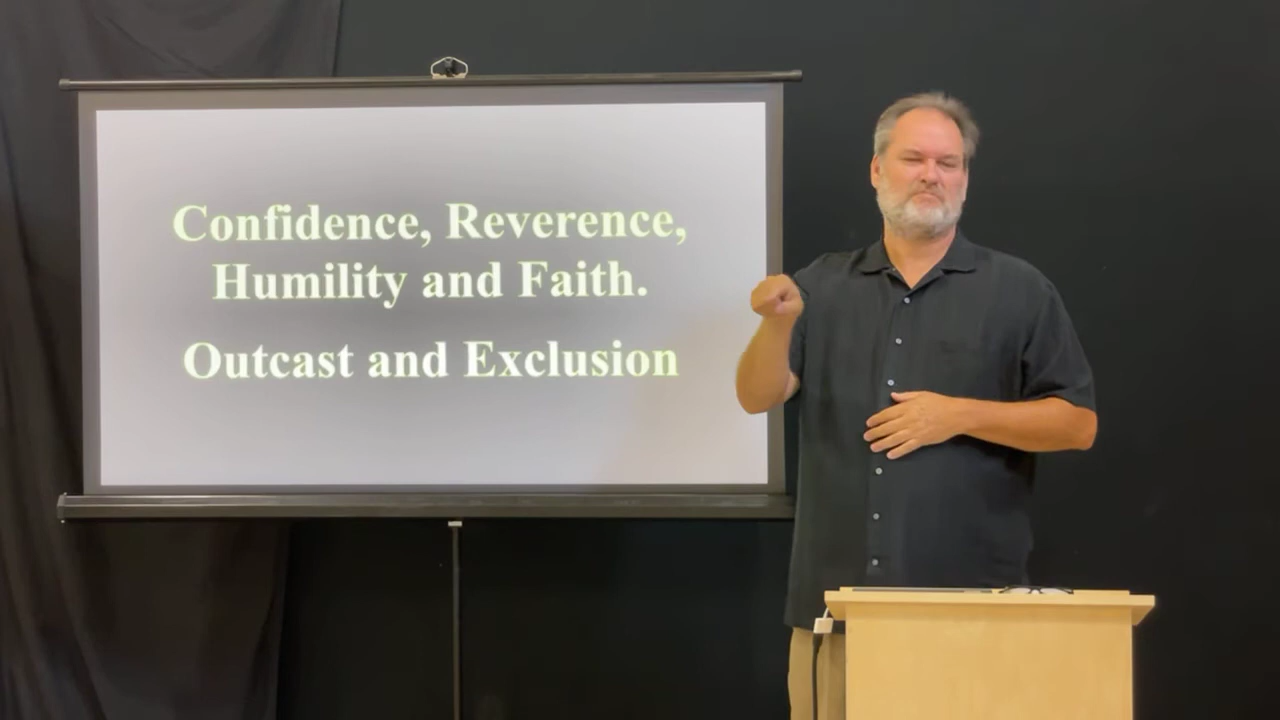 Confidence, Reverence,
Humility and Faith.
Outcast and Exclusion